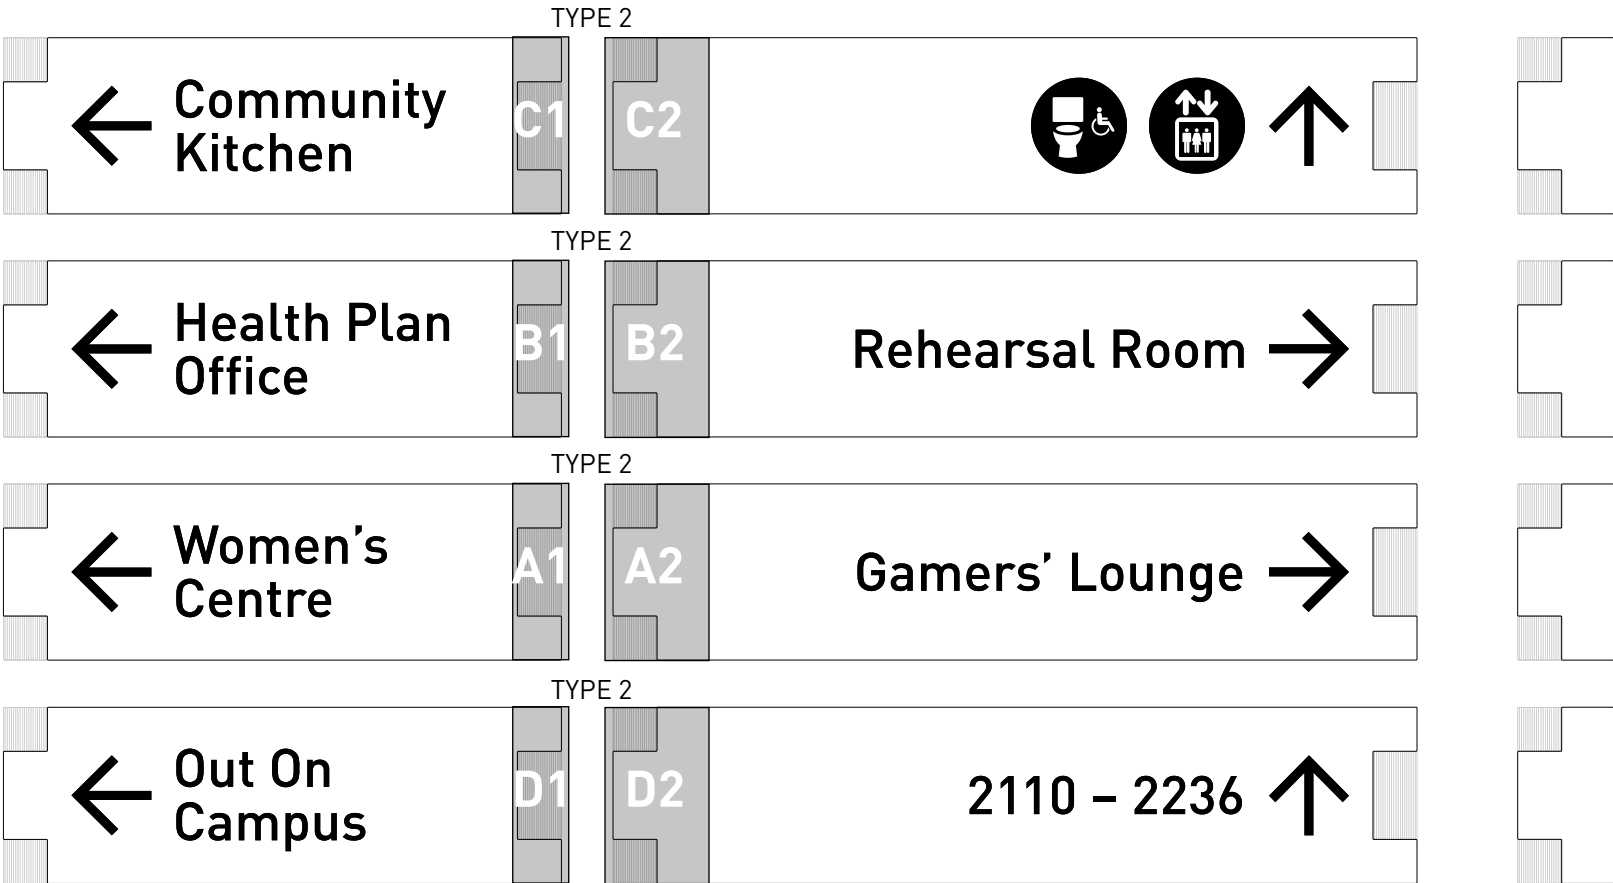 TYPE 2
Community
Kitchen
C1
C2
TYPE 2
Health Plan
Office
B1
B2
Rehearsal Room
TYPE 2
Women’s
Centre
A1
A2
Gamers’ Lounge
TYPE 2
Out On
Campus
D1
D2
2110 – 2236